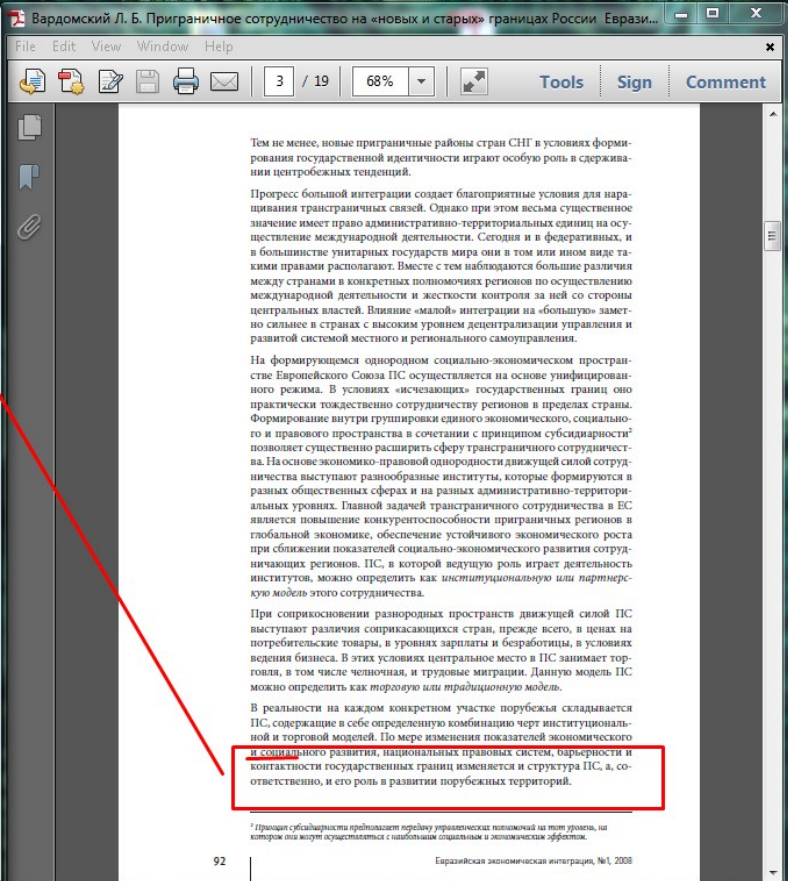 Вардомский Л. Б. Приграничное сотрудничество на «новых и старых» границах России Еврази...
File Edit View Window Help
3 / 19 68% Tools Sign Comment
Тем не менее, новые приграничные районы стран СНГ в условиях форми-
рования государственной идентичности играют особую роль в сдержива-
нии центробежных тенденций.
Прогресс большой интеграции создает благоприятные условия для нара-
щивания трансграничных связей. Однако при этом весьма существенное
значение имеет право административно-территориальных единиц на осу-
ществление международной деятельности. Сегодня и в федеративных, и
в большинстве унитарных государств мира они в том или ином виде та-
кими правами располагают. Вместе с тем наблюдаются большие различия
между странами в конкретных полномочиях регионов по осуществлению
международной деятельности и жесткости контроля за ней со стороны
центральных властей. Влияние «малой» интеграции на «большую» замет-
но сильнее в странах с высоким уровнем децентрализации управления и
развитой системой местного и регионального самоуправления.
На формирующемся однородном социально-экономическом простран-
стве Европейского Союза ПС осуществляется на основе унифицирован-
ного режима. В условиях «исчезающих» государственных границ оно
практически тождественно сотрудничеству регионов в пределах страны.
Формирование внутри группировки единого экономического, социально-
го и правового пространства в сочетании с принципом субсидиарности²
позволяет существенно расширить сферу трансграничного сотрудничест-
ва. На основе экономико-правовой однородности движущей силой сотруд-
ничества выступают разнообразные институты, которые формируются в
разных общественных сферах и на разных административно-территори-
альных уровнях. Главной задачей трансграничного сотрудничества в ЕС
является повышение конкурентоспособности приграничных регионов в
глобальной экономике, обеспечение устойчивого экономического роста
при сближении показателей социально-экономического развития сотруд-
ничающих регионов. ПС, в которой ведущую роль играет деятельность
институтов, можно определить как институциональную или партнерс-
кую модель этого сотрудничества.
При соприкосновении разнородных пространств движущей силой ПС
выступают различия соприкасающихся стран, прежде всего, в ценах на
потребительские товары, в уровнях зарплаты и безработицы, в условиях
ведения бизнеса. В этих условиях центральное место в ПС занимает тор-
говля, в том числе челночная, и трудовые миграции. Данную модель ПС
можно определить как торговую или традиционную модель.
В реальности на каждом конкретном участке порубежья складывается
ПС, содержащие в себе определенную комбинацию черт институциональ-
ной и торговой моделей. По мере изменения показателей экономического
и социального развития, национальных правовых систем, барьерности и
контактности государственных границ изменяется и структура ПС, а, со-
ответственно, и его роль в развитии порубежных территорий.
² Принцип субсидиарности предполагает передачу управленческих полномочий на тот уровень, на
котором они могут осуществляться с наибольшим социальным и экономическим эффектом.
92 Евразийская экономическая интеграция, №1, 2008